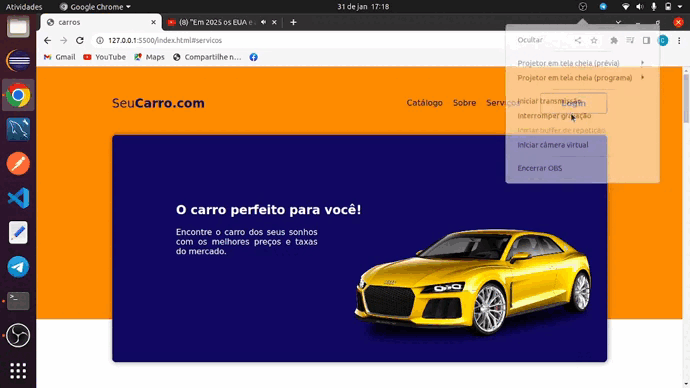 Atividades
Google Chrome
31 de jan 17:18
carros
(8) "Em 2025 os EUA e
127.0.0.1:5500/index.html#servicos
Gmail
YouTube
Maps
Compartilhe n...
SeuCarro.com
Catálogo
Sobre
Serviços
Login
O carro perfeito para você!
Encontre o carro dos seus sonhos
com os melhores preços e taxas
do mercado.
Ocultar
Projetor em tela cheia (prévia)
Projetor em tela cheia (programa)
Iniciar transmissão
Interromper gravação
Iniciar buffer de repetição
Iniciar câmera virtual
Encerrar OBS